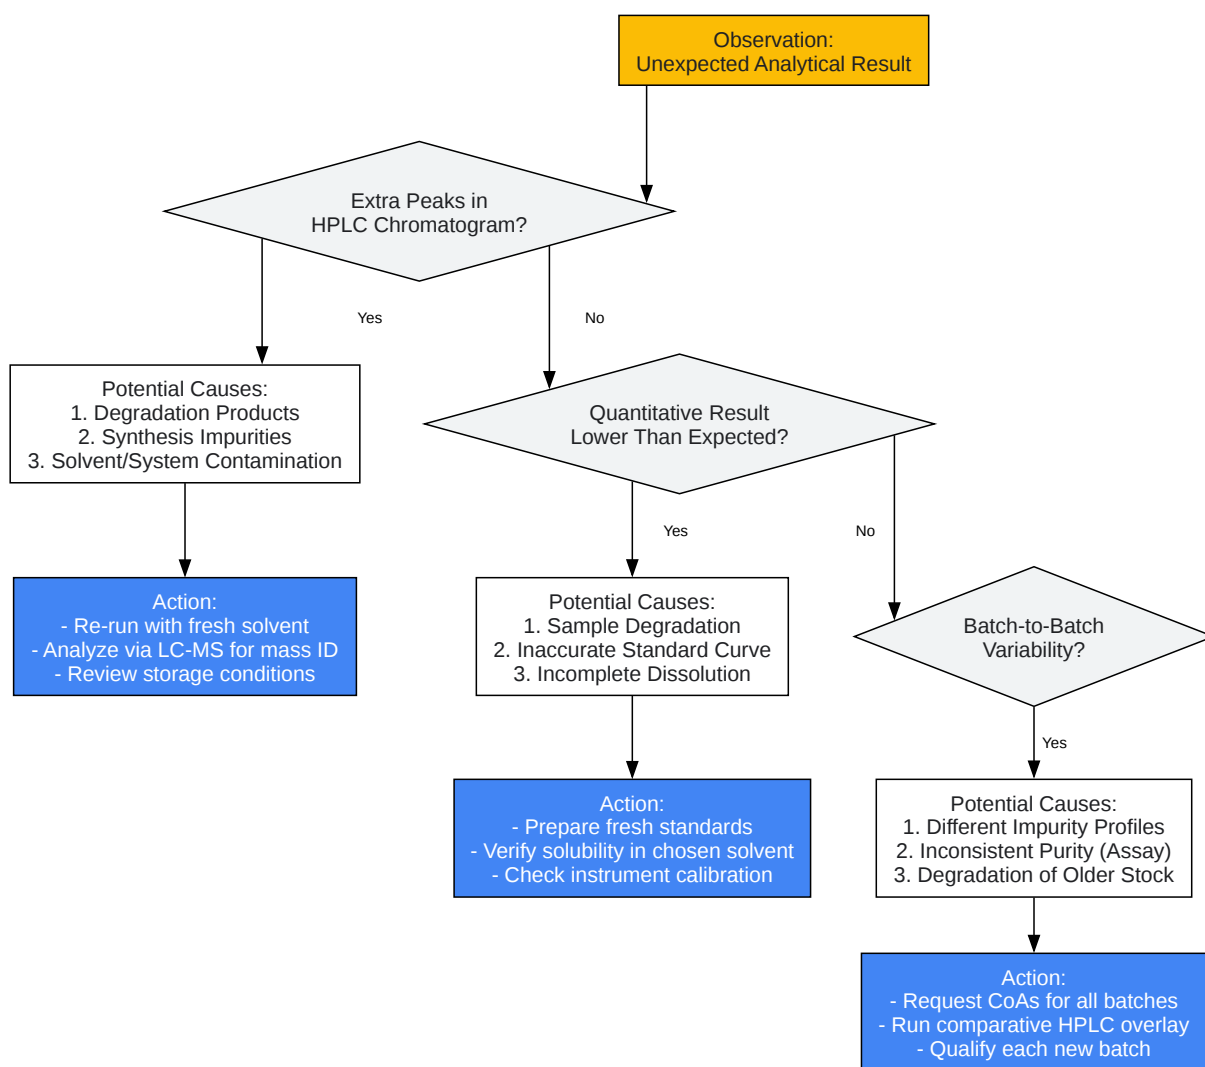 Observation:
Unexpected Analytical Result
Extra Peaks in
HPLC Chromatogram?
Yes
No
Potential Causes:
1. Degradation Products
2. Synthesis Impurities
3. Solvent/System Contamination
Quantitative Result
Lower Than Expected?
Yes
No
Action:
- Re-run with fresh solvent
- Analyze via LC-MS for mass ID
- Review storage conditions
Potential Causes:
1. Sample Degradation
2. Inaccurate Standard Curve
3. Incomplete Dissolution
Batch-to-Batch
Variability?
Yes
Action:
- Prepare fresh standards
- Verify solubility in chosen solvent
- Check instrument calibration
Potential Causes:
1. Different Impurity Profiles
2. Inconsistent Purity (Assay)
3. Degradation of Older Stock
Action:
- Request CoAs for all batches
- Run comparative HPLC overlay
- Qualify each new batch